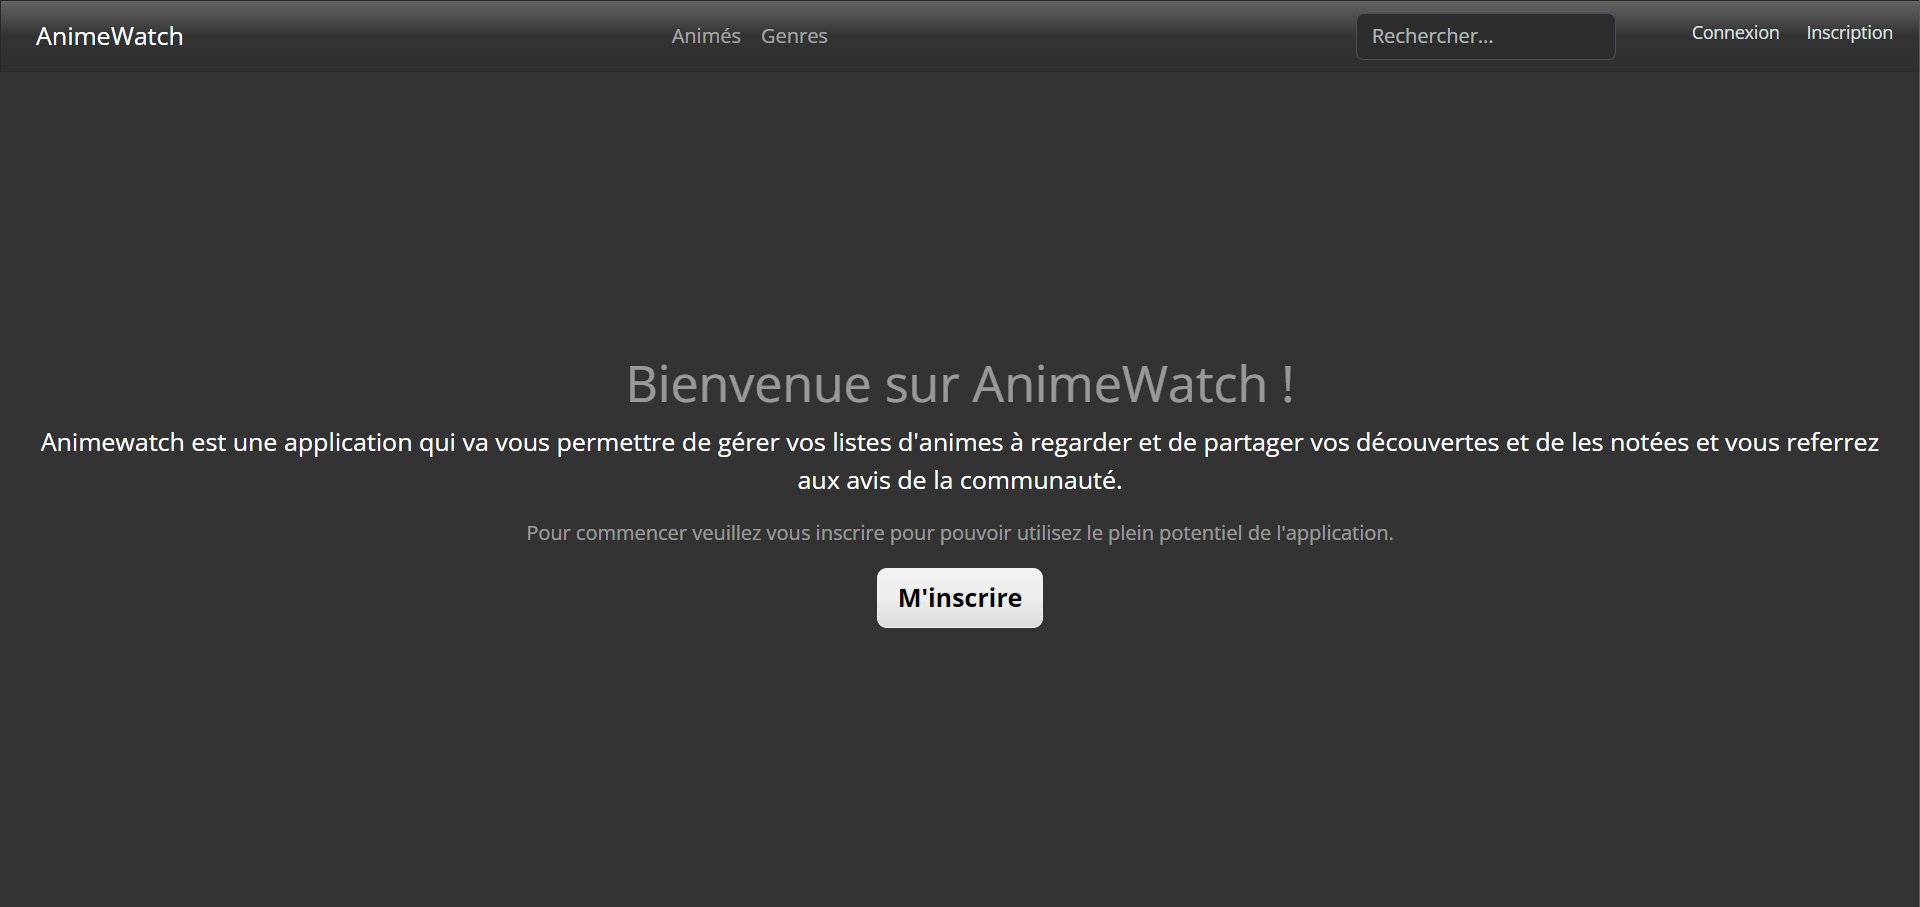 AnimeWatch
Animés
Genres
Rechercher...
Connexion
Inscription
Bienvenue sur AnimeWatch !
Animewatch est une application qui va vous permettre de gérer vos listes d'animes à regarder et de partager vos découvertes et de les notées et vous referrez
aux avis de la communauté.
Pour commencer veuillez vous inscrire pour pouvoir utilisez le plein potentiel de l'application.
M'inscrire